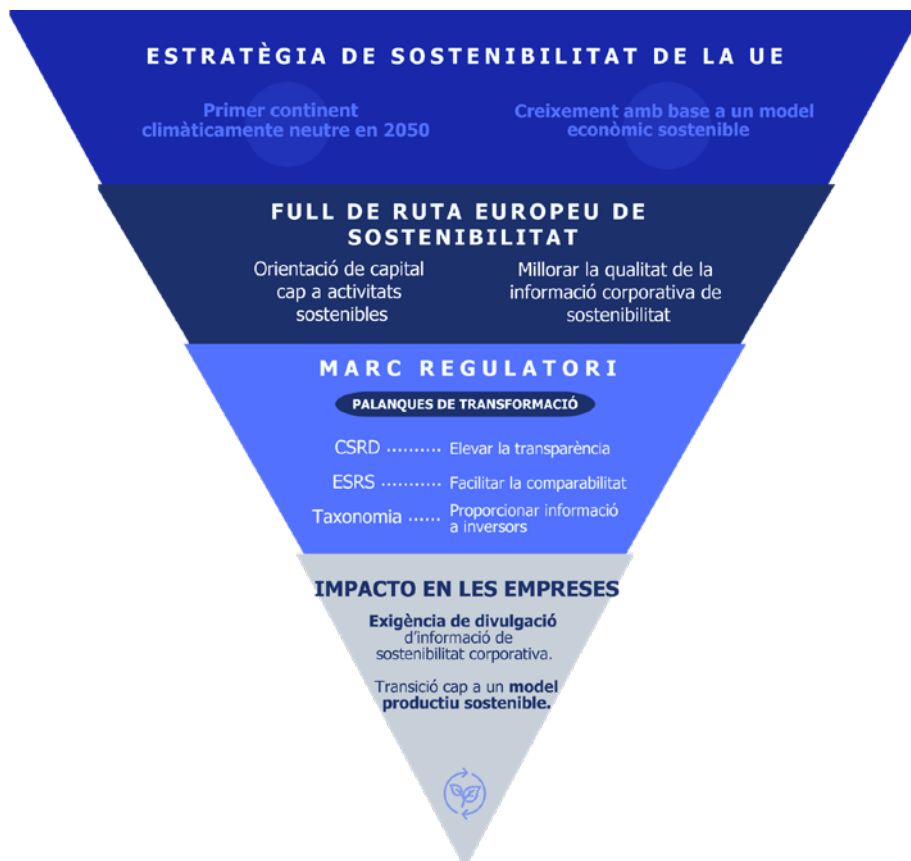 ESTRATÈGIA DE SOSTENIBILITAT DE LA UE
Primer continent
climàticament neutre en 2050
Creixement amb base a un model
econòmic sostenible
FULL DE RUTA EUROPEU DE
SOSTENIBILITAT
Orientació de capital
cap a activitats
sostenibles
Millorar la qualitat de la
informació corporativa de
sostenibilitat
MARC REGULATORI
PALANQUES DE TRANSFORMACIÓ
CSRD .......... Elevar la transparència
ESRS .......... Facilitar la comparabilitat
Taxonomia ...... Proporcionar informació
a inversors
IMPACTO EN LES EMPRESES
Exigència de divulgació
d'informació de
sostenibilitat corporativa.
Transició cap a un model
productiu sostenible.